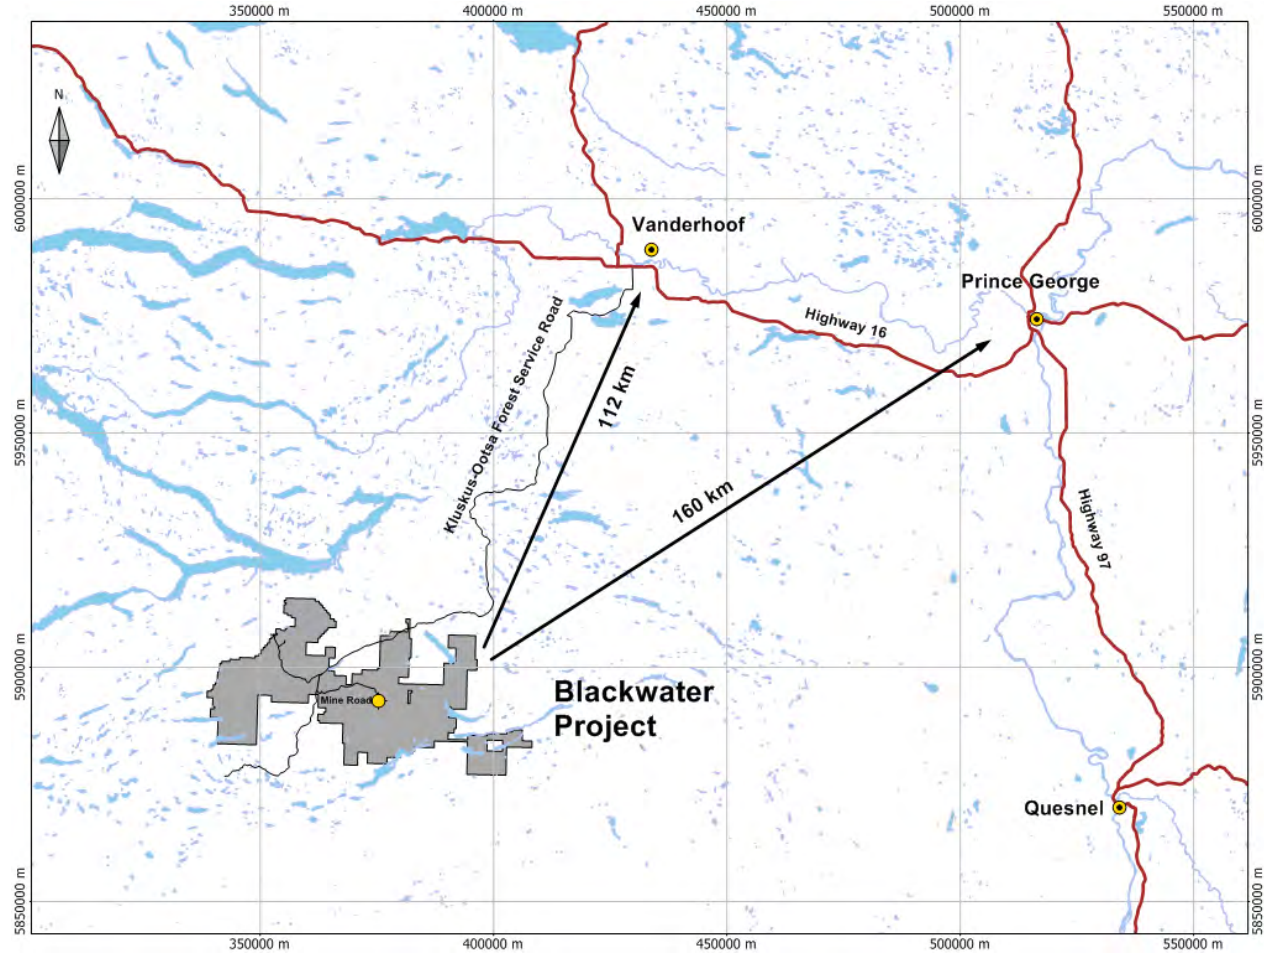 350000 m
400000 m
450000 m
500000 m
550000 m
N
6000000 m
6000000 m
Vanderhoof
Prince George
Highway 16
Kluskus-Ootsa Forest Service Road
112 km
5950000 m
5950000 m
160 km
Highway 97
5900000 m
5900000 m
Mine Road
Blackwater
Project
Quesnel
5850000 m
5850000 m
350000 m
400000 m
450000 m
500000 m
550000 m